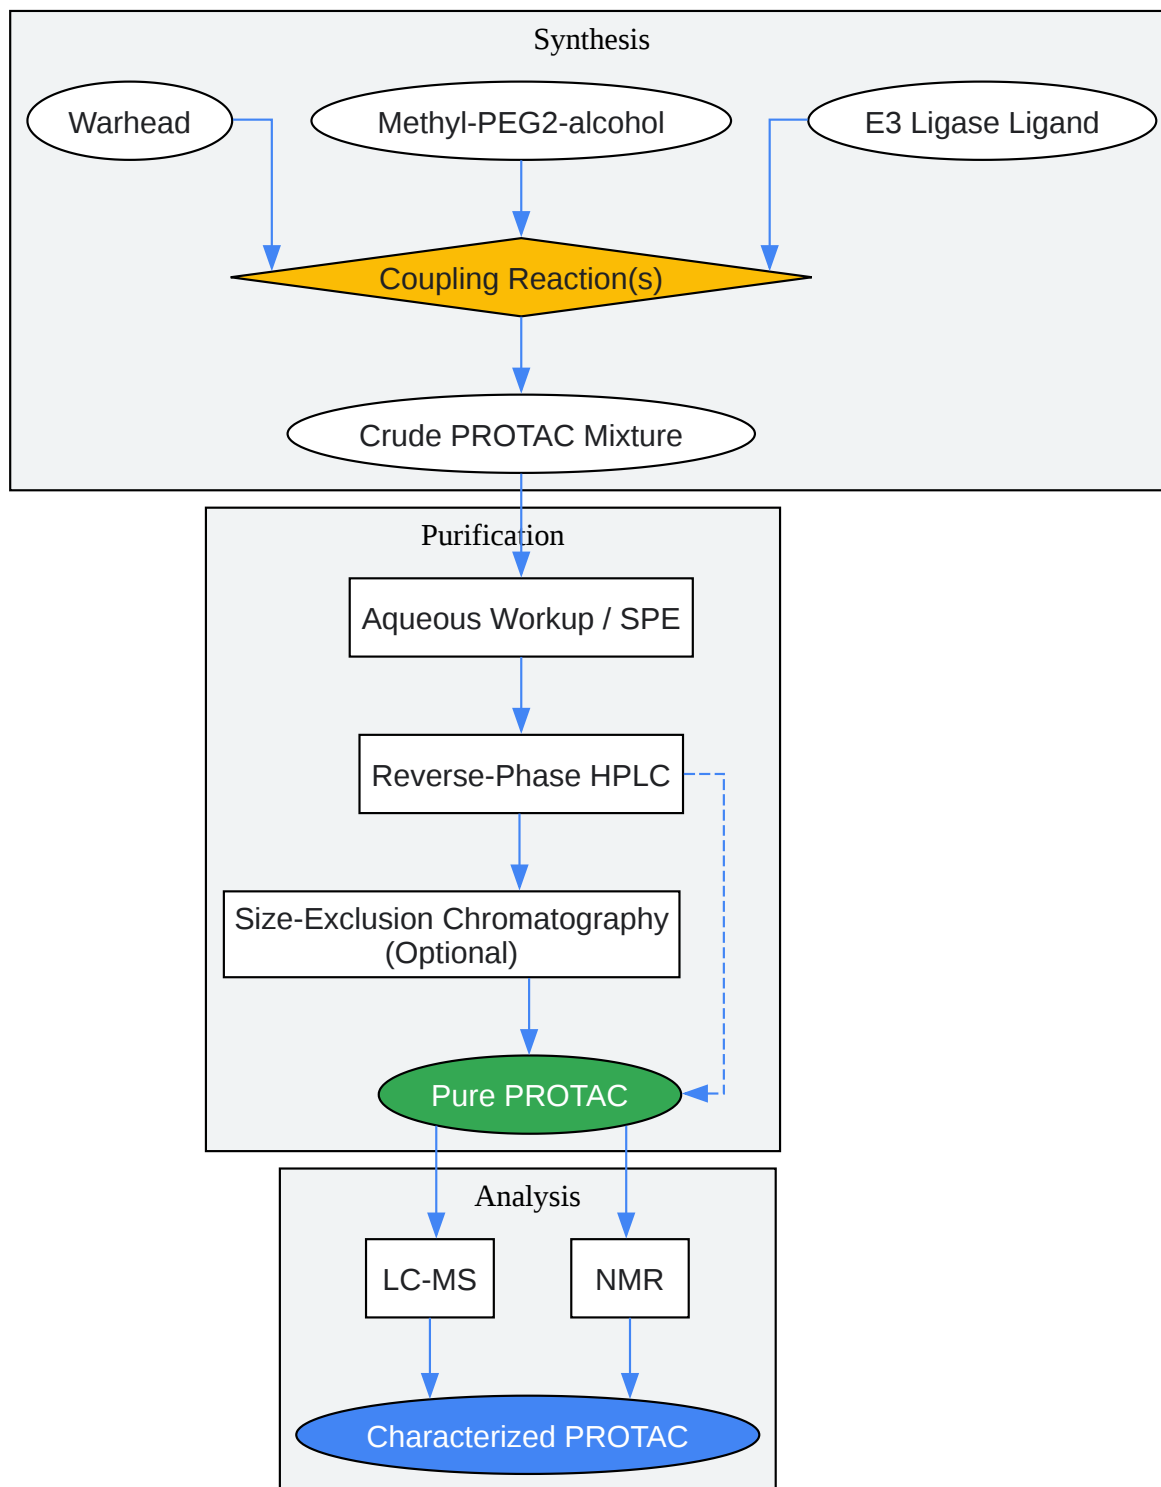 Synthesis
Warhead
Methyl-PEG2-alcohol
E3 Ligase Ligand
Coupling Reaction(s)
Crude PROTAC Mixture
Purification
Aqueous Workup / SPE
Reverse-Phase HPLC
Size-Exclusion Chromatography
(Optional)
Pure PROTAC
Analysis
LC-MS
NMR
Characterized PROTAC